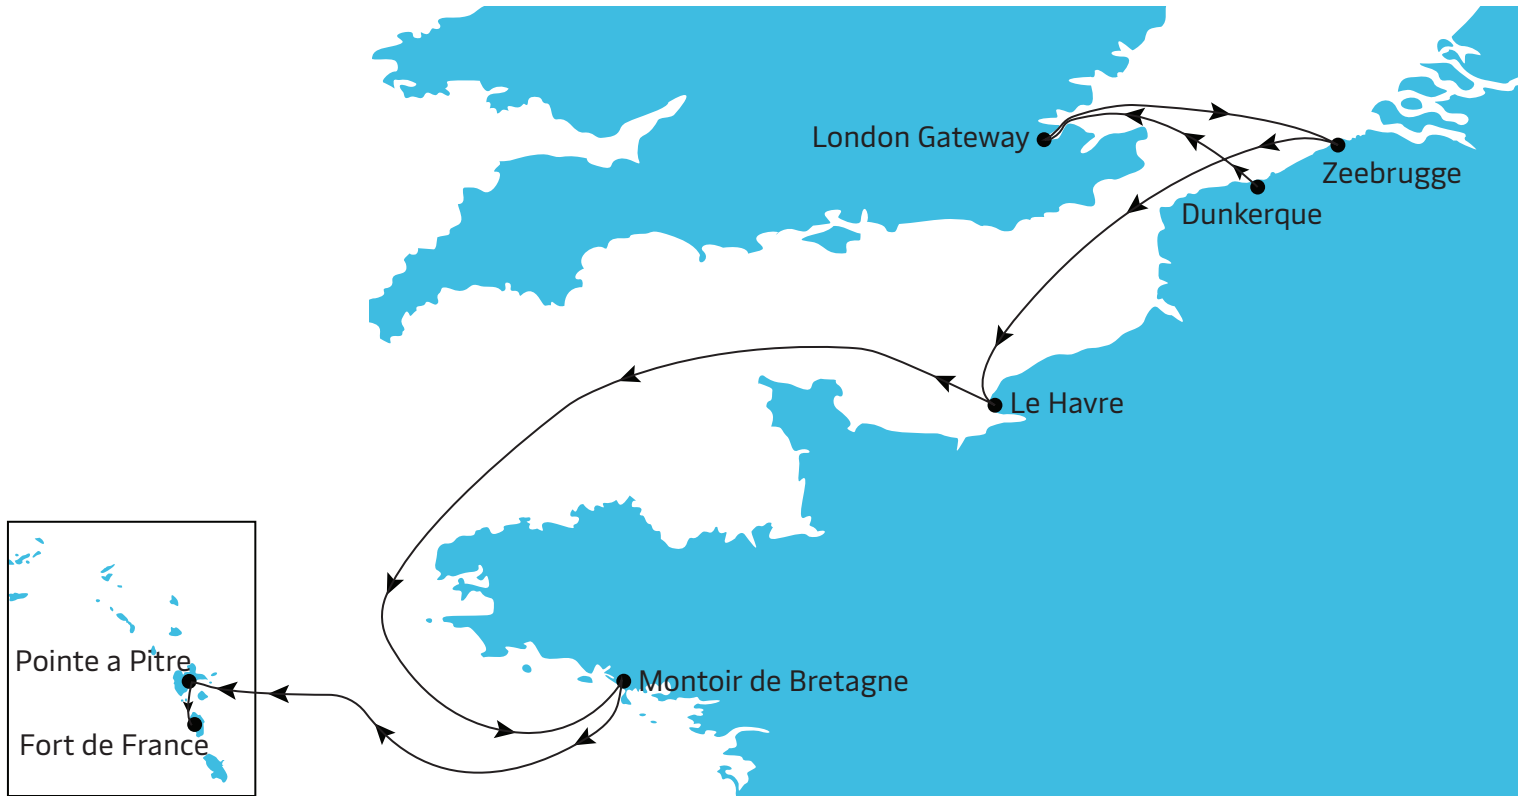 London Gateway
Zeebrugge
Dunkerque
Le Havre
Pointe a Pitre
Montoir de Bretagne
Fort de France